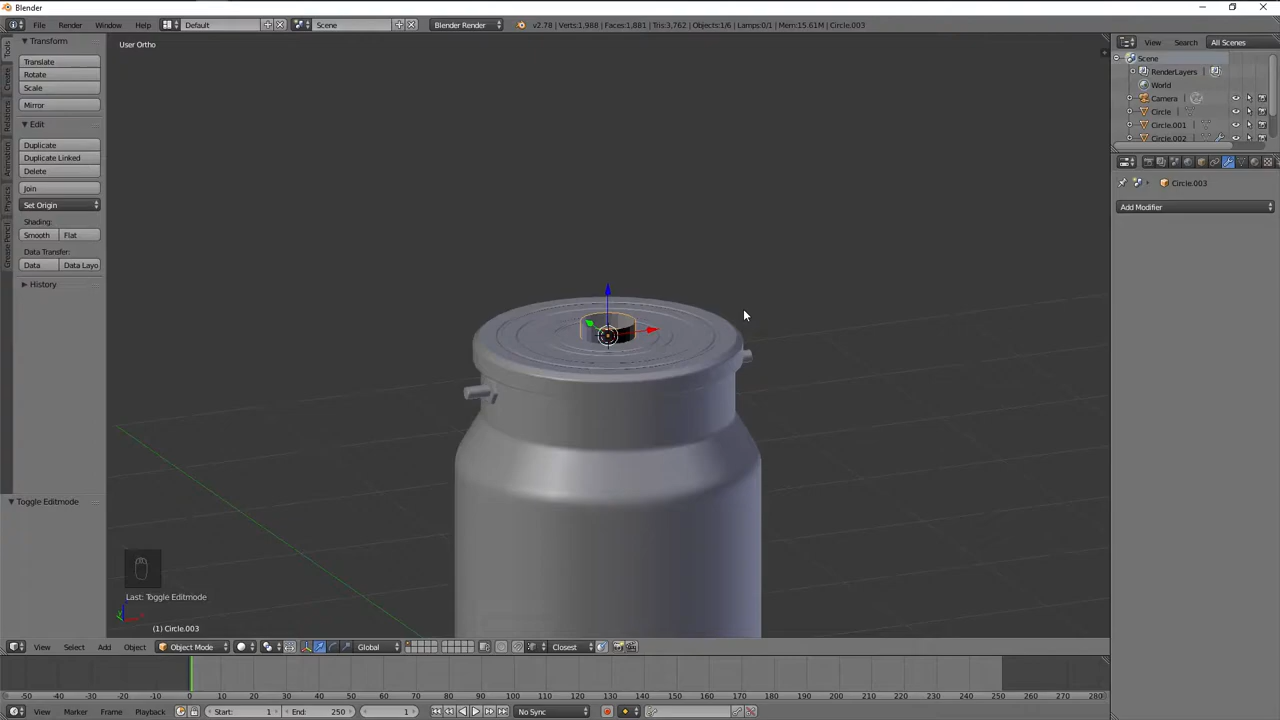 Blender
File Render Window Help Default Scene Blender Render v2.78 | Verts:1,988 | Faces:1,881 | Tris:3,762 | Objects:1/6 | Lamps:0/1 | Mem:15.61M | Circle.003
Tools
Create
Relations
Animation
Physics
Grease Pencil
Transform
Translate
Rotate
Scale
Mirror
Edit
Duplicate
Duplicate Linked
Delete
Join
Set Origin
Shading:
Smooth Flat
Data Transfer:
Data Data Layo
History
Toggle Editmode
User Ortho
Last: Toggle Editmode
(1) Circle.003
View Search All Scenes
Scene
RenderLayers
World
Camera
Circle
Circle.001
Circle.002
Circle.003
Add Modifier
View Select Add Object Object Mode Global Closest
-50 -40 -30 -20 -10 0 10 20 30 40 50 60 70 80 90 100 110 120 130 140 150 160 170 180 190 200 210 220 230 240 250 260 270 280
View Marker Frame Playback Start: 1 End: 250 1 No Sync